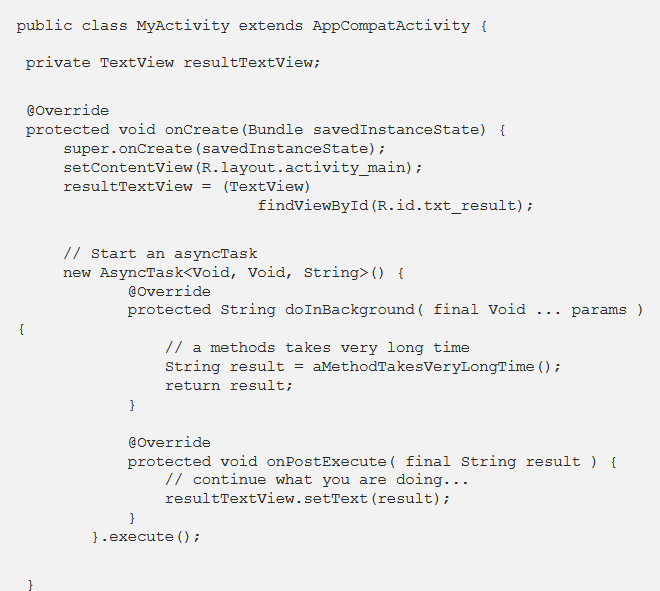 public class MyActivity extends AppCompatActivity {
private TextView resultTextView;
@Override
protected void onCreate(Bundle savedInstanceState) {
super.onCreate(savedInstanceState);
setContentView(R.layout.activity_main);
resultTextView = (TextView)
findViewById(R.id.txt_result);
// Start an asyncTask
new AsyncTask<Void, Void, String>() {
@Override
protected String doInBackground( final Void ... params )
{
// a methods takes very long time
String result = aMethodTakesVeryLongTime();
return result;
}
@Override
protected void onPostExecute( final String result ) {
// continue what you are doing...
resultTextView.setText(result);
}
}.execute();
}